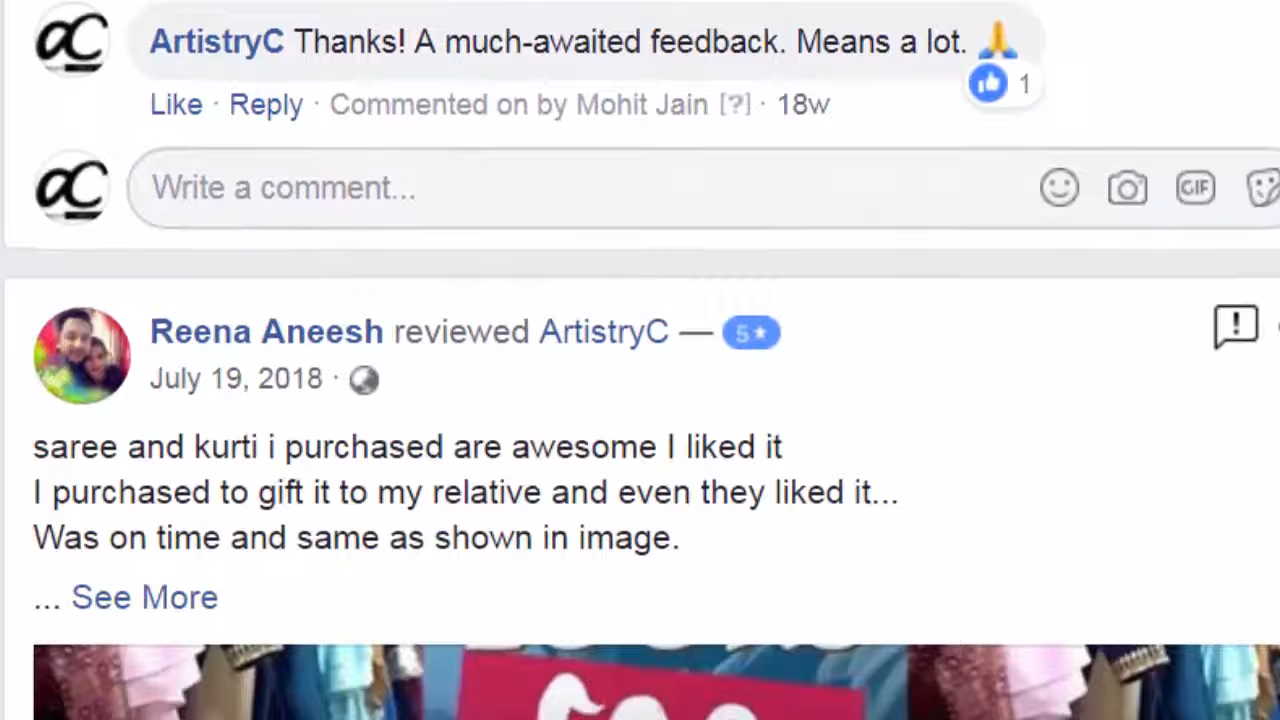 aC ArtistryC Thanks! A much-awaited feedback. Means a lot. 🙏
1
Like · Reply · Commented on by Mohit Jain [?] · 18w
aC Write a comment... GIF
Reena Aneesh reviewed ArtistryC — 5★
July 19, 2018 ·
saree and kurti i purchased are awesome I liked it
I purchased to gift it to my relative and even they liked it...
Was on time and same as shown in image.
... See More